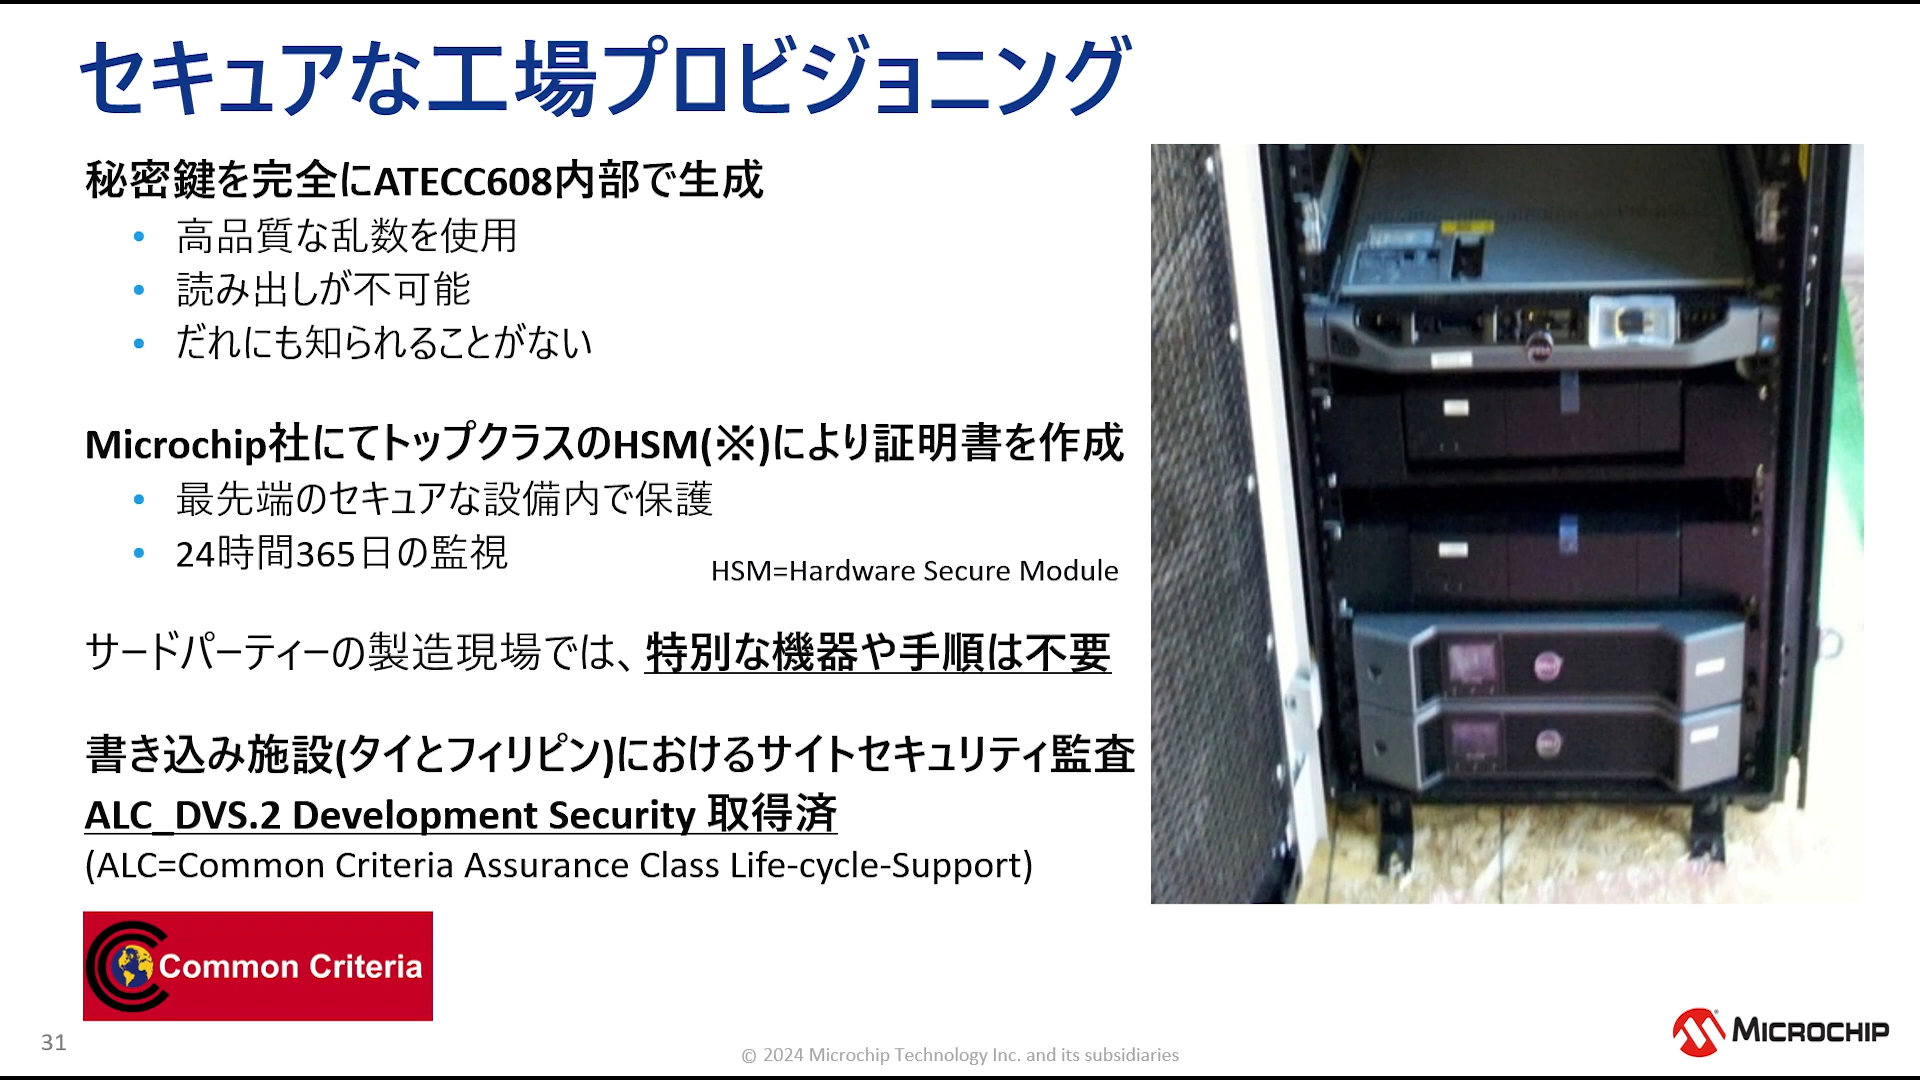 セキュアな工場プロビジョニング
秘密鍵を完全にATECC608内部で生成
• 高品質な乱数を使用
• 読み出しが不可能
• だれにも知られることがない
Microchip社にてトップクラスのHSM(※)により証明書を作成
• 最先端のセキュアな設備内で保護
• 24時間365日の監視
HSM=Hardware Secure Module
サードパーティーの製造現場では、特別な機器や手順は不要
書き込み施設(タイとフィリピン)におけるサイトセキュリティ監査
ALC_DVS.2 Development Security 取得済
(ALC=Common Criteria Assurance Class Life-cycle-Support)
Common Criteria
31
© 2024 Microchip Technology Inc. and its subsidiaries
MICROCHIP